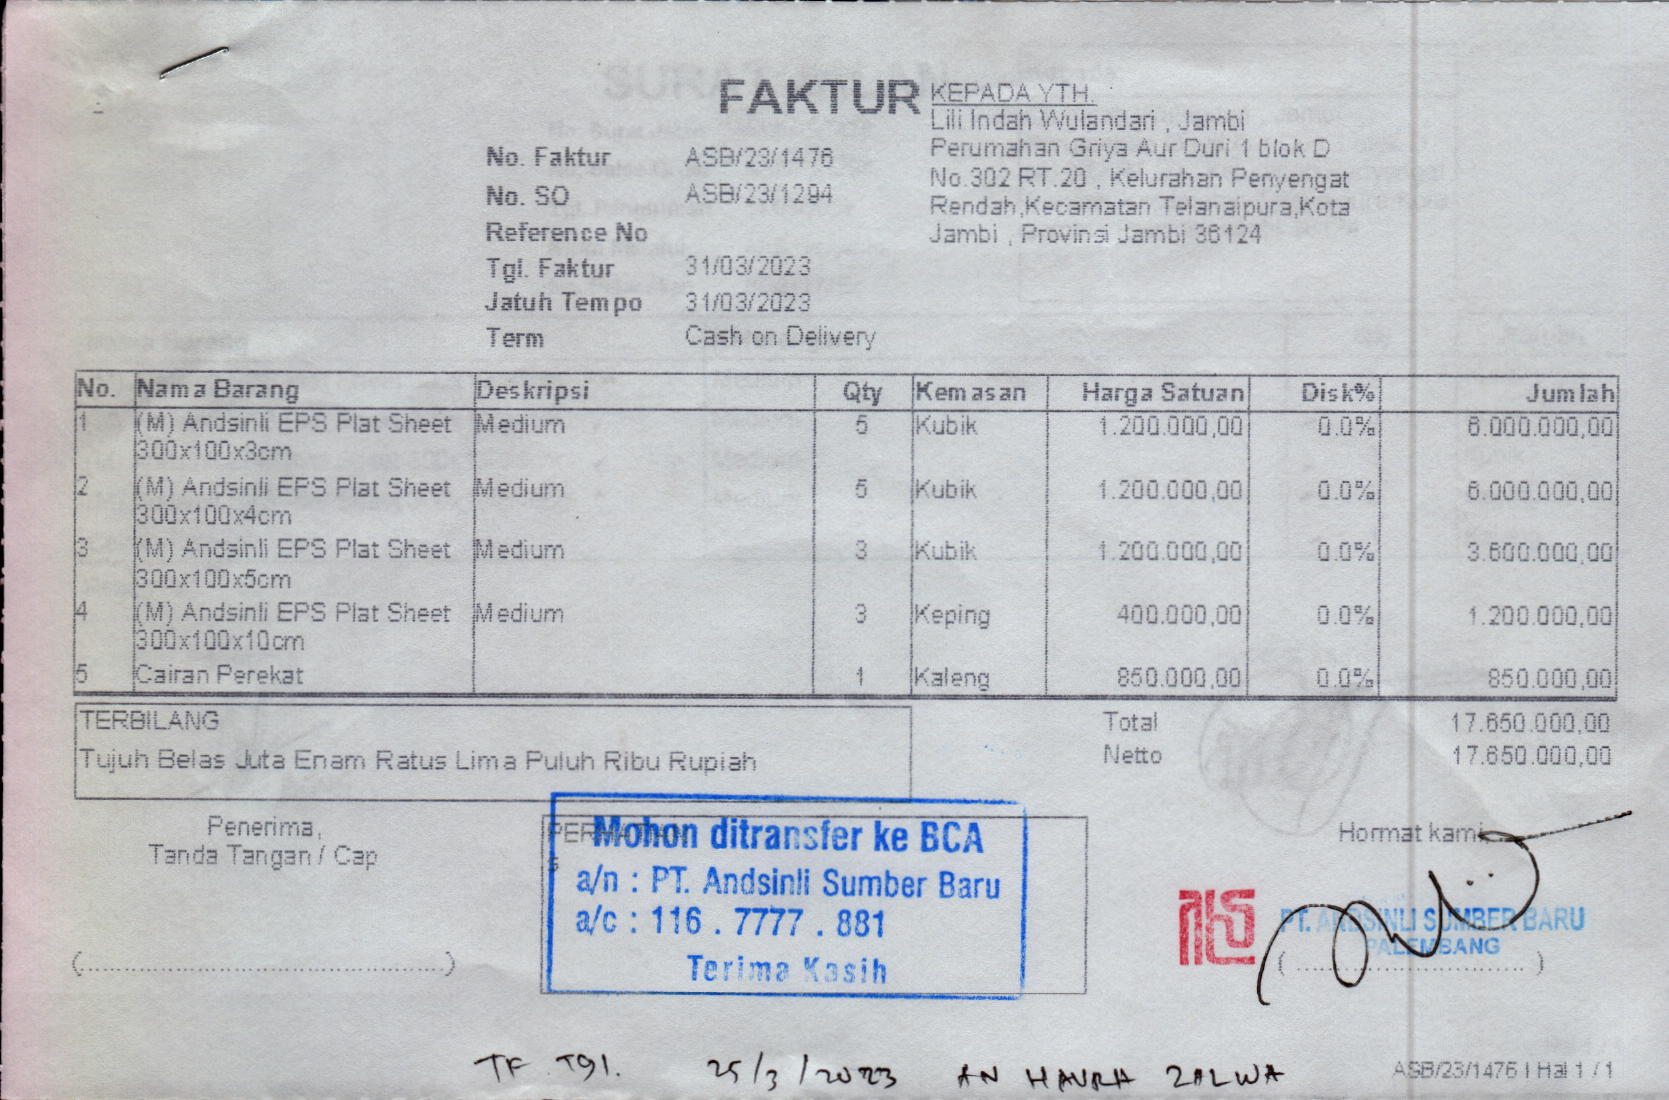 FAKTUR
KEPADA YTH.
Lili Indah Wulandari , Jambi
Perumahan Griya Aur Duri 1 blok D
No.302 RT.20 , Kelurahan Penyengat
Rendah,Kecamatan Telanaipura,Kota
Jambi , Provinsi Jambi 36124
No. Faktur ASB/23/1476
No. SO ASB/23/1294
Reference No
Tgl. Faktur 31/03/2023
Jatuh Tempo 31/03/2023
Term Cash on Delivery
No. Nama Barang Deskripsi Qty Kemasan Harga Satuan Disk% Jumlah
1 (M) Andsinli EPS Plat Sheet Medium 5 Kubik 1.200.000,00 0.0% 6.000.000,00
300x100x3cm
2 (M) Andsinli EPS Plat Sheet Medium 5 Kubik 1.200.000,00 0.0% 6.000.000,00
300x100x4cm
3 (M) Andsinli EPS Plat Sheet Medium 3 Kubik 1.200.000,00 0.0% 3.600.000,00
300x100x5cm
4 (M) Andsinli EPS Plat Sheet Medium 3 Keping 400.000,00 0.0% 1.200.000,00
300x100x10cm
5 Cairan Perekat 1 Kaleng 850.000,00 0.0% 850.000,00
TERBILANG
Tujuh Belas Juta Enam Ratus Lima Puluh Ribu Rupiah
Total 17.650.000,00
Netto 17.650.000,00
Penerima,
Tanda Tangan / Cap
(........................................)
Mohon ditransfer ke BCA
a/n : PT. Andsinli Sumber Baru
a/c : 116 . 7777 . 881
Terima Kasih
Hormat kami,
PT. ANDSINLI SUMBER BARU
PALEMBANG
( ........................ )
TF Tgl. 25/3/2023 AN HAURA ZALWA
ASB/23/1476 | Hal 1 / 1